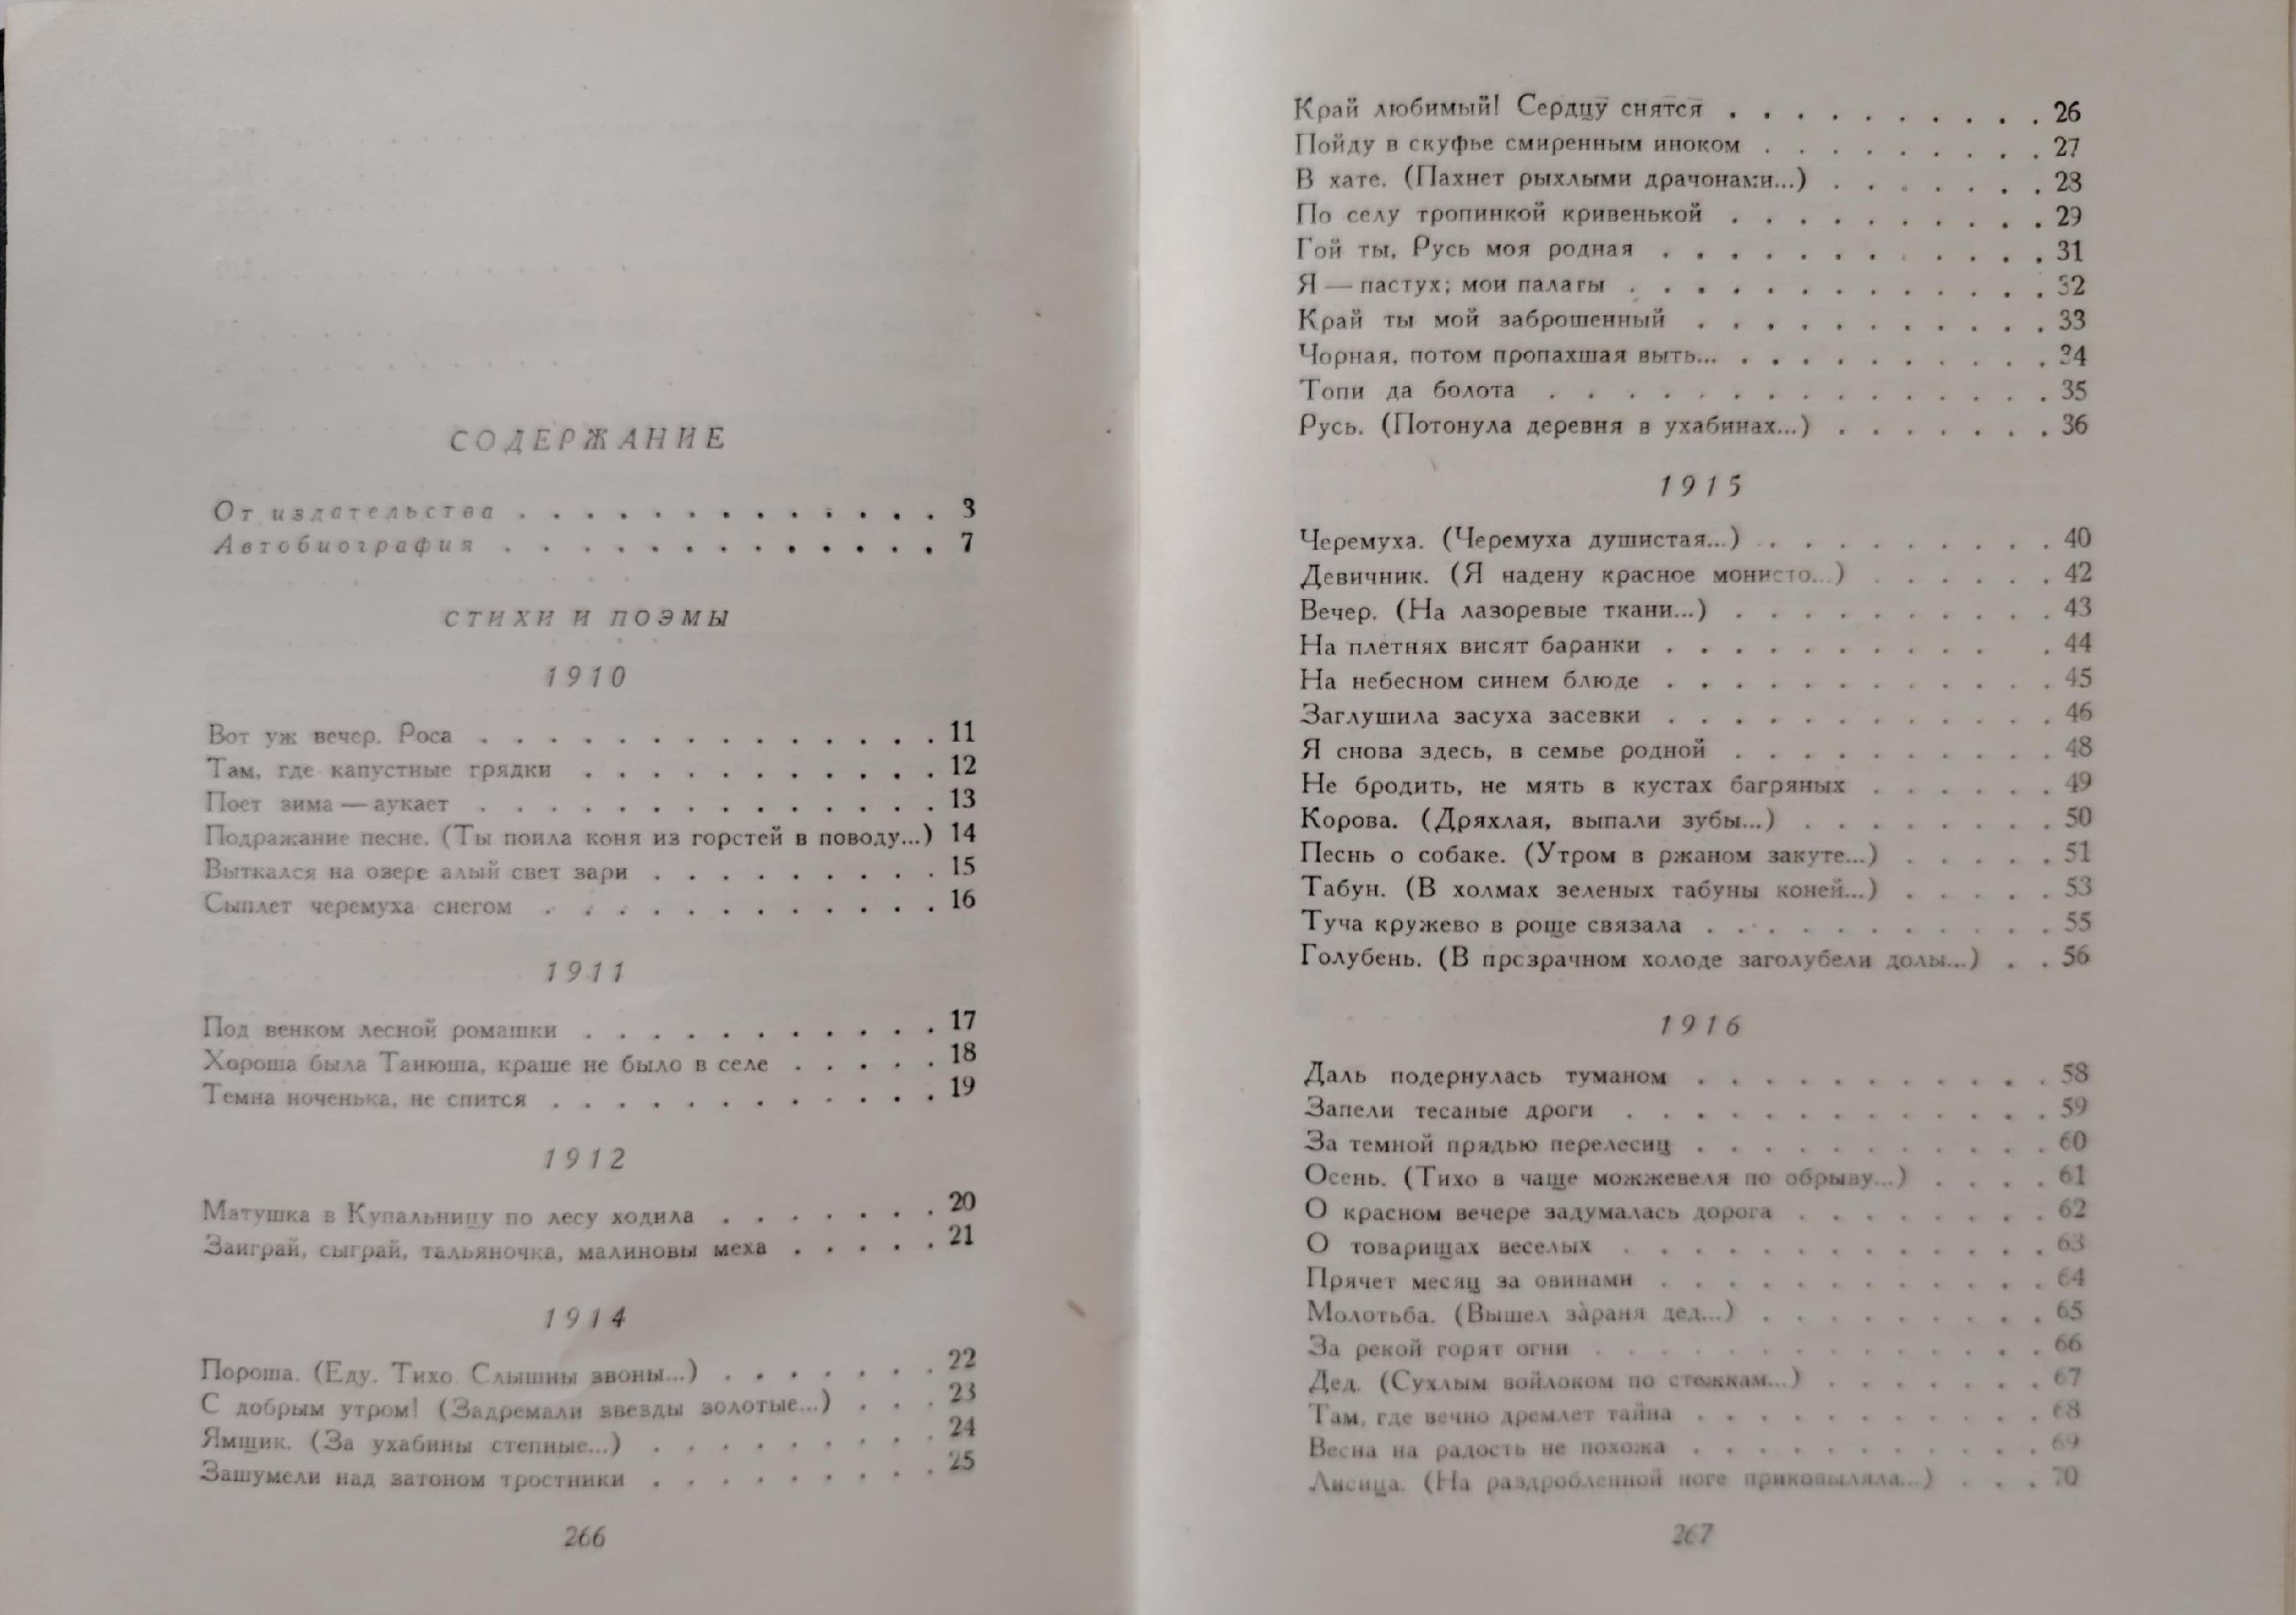 СОДЕРЖАНИЕ
От издательства . . . . . . . . . . . . . 3
Автобиография . . . . . . . . . . . . . 7
СТИХИ И ПОЭМЫ
1910
Вот уж вечер. Роса . . . . . . . . . . . . . . 11
Там, где капустные грядки . . . . . . . . . . . 12
Поет зима — аукает . . . . . . . . . . . . . . 13
Подражание песне. (Ты поила коня из горстей в поводу...) 14
Выткался на озере алый свет зари . . . . . . . . . 15
Сыплет черемуха снегом . . . . . . . . . . . . 16
1911
Под венком лесной ромашки . . . . . . . . . . . 17
Хороша была Танюша, краше не было в селе . . . . . 18
Темна ноченька, не спится . . . . . . . . . . . . 19
1912
Матушка в Купальницу по лесу ходила . . . . . . . 20
Заиграй, сыграй, тальяночка, малиновы меха . . . . . 21
1914
Пороша. (Еду. Тихо. Слышны звоны...) . . . . . . . 22
С добрым утром! (Задремали звезды золотые...) . . . 23
Ямщик. (За ухабины степные...) . . . . . . . . . 24
Зашумели над затоном тростники . . . . . . . . . 25
266
Край любимый! Сердцу снятся . . . . . . . . . . 26
Пойду в скуфье смиренным иноком . . . . . . . . . 27
В хате. (Пахнет рыхлыми драчонами...) . . . . . . . 28
По селу тропинкой кривенькой . . . . . . . . . . 29
Гой ты, Русь моя родная . . . . . . . . . . . . 31
Я — пастух; мои палаты . . . . . . . . . . . . . 32
Край ты мой заброшенный . . . . . . . . . . . 33
Чорная, потом пропахшая выть... . . . . . . . . . . 34
Топи да болота . . . . . . . . . . . . . . . 35
Русь. (Потонула деревня в ухабинах...) . . . . . . . 36
1915
Черемуха. (Черемуха душистая...) . . . . . . . . . 40
Девичник. (Я надену красное монисто...) . . . . . . 42
Вечер. (На лазоревые ткани...) . . . . . . . . . . 43
На плетнях висят баранки . . . . . . . . . . . 44
На небесном синем блюде . . . . . . . . . . . . 45
Заглушила засуха засевки . . . . . . . . . . . . 46
Я снова здесь, в семье родной . . . . . . . . . . 48
Не бродить, не мять в кустах багряных . . . . . . 49
Корова. (Дряхлая, выпали зубы...) . . . . . . . . 50
Песнь о собаке. (Утром в ржаном закуте...) . . . . . 51
Табун. (В холмах зеленых табуны коней...) . . . . . 53
Туча кружево в роще связала . . . . . . . . . . . 55
Голубень. (В прозрачном холоде заголубели долы...) . . 56
1916
Даль подернулась туманом . . . . . . . . . . . 58
Запели тесаные дроги . . . . . . . . . . . . . 59
За темной прядью перелесиц . . . . . . . . . . . 60
Осень. (Тихо в чаще можжевеля по обрыву...) . . . . 61
О красном вечере задумалась дорога . . . . . . . . 62
О товарищах веселых . . . . . . . . . . . . . 63
Прячет месяц за овинами . . . . . . . . . . . . 64
Молотьба. (Вышел за́раня дед...) . . . . . . . . . 65
За рекой горят огни . . . . . . . . . . . . . . 66
Дед. (Сухлым войлоком по стежкам...) . . . . . . . 67
Там, где вечно дремлет тайна . . . . . . . . . . . 68
Весна на радость не похожа . . . . . . . . . . . 69
Лисица. (На раздробленной ноге приковыляла...) . . . 70
267